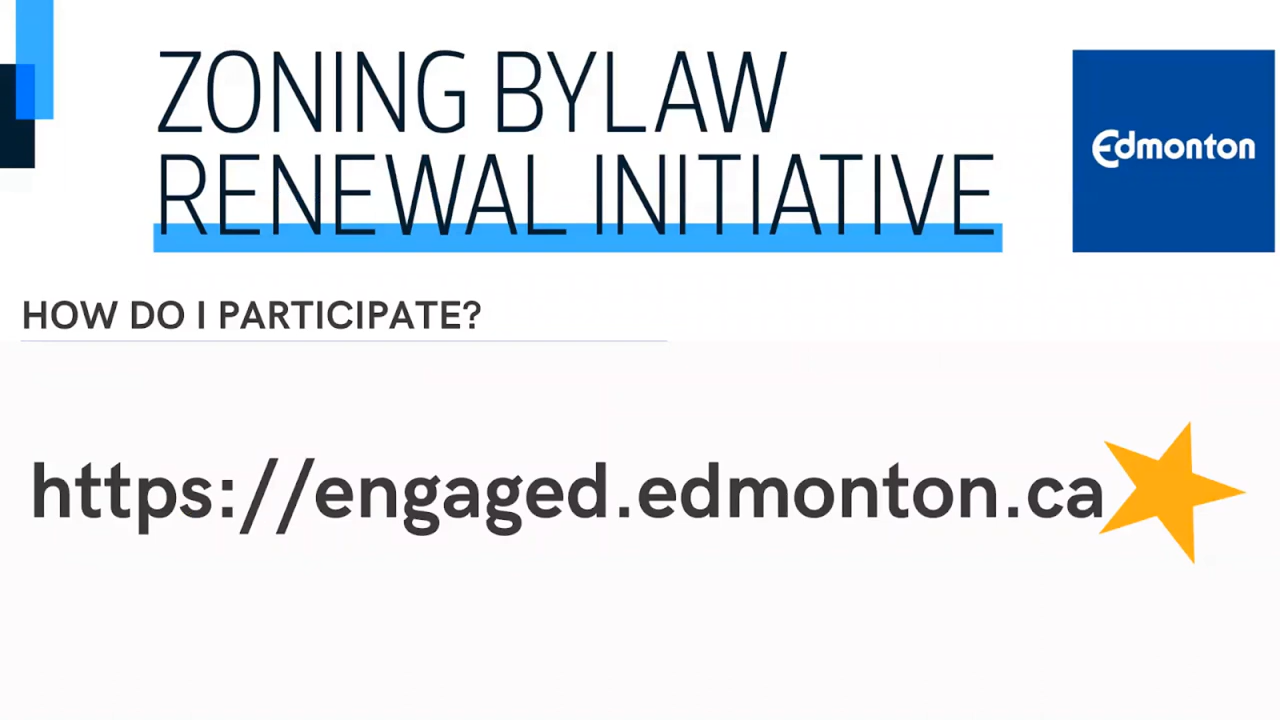 ZONING BYLAW
RENEWAL INITIATIVE
Edmonton
HOW DO I PARTICIPATE?
https://engaged.edmonton.ca